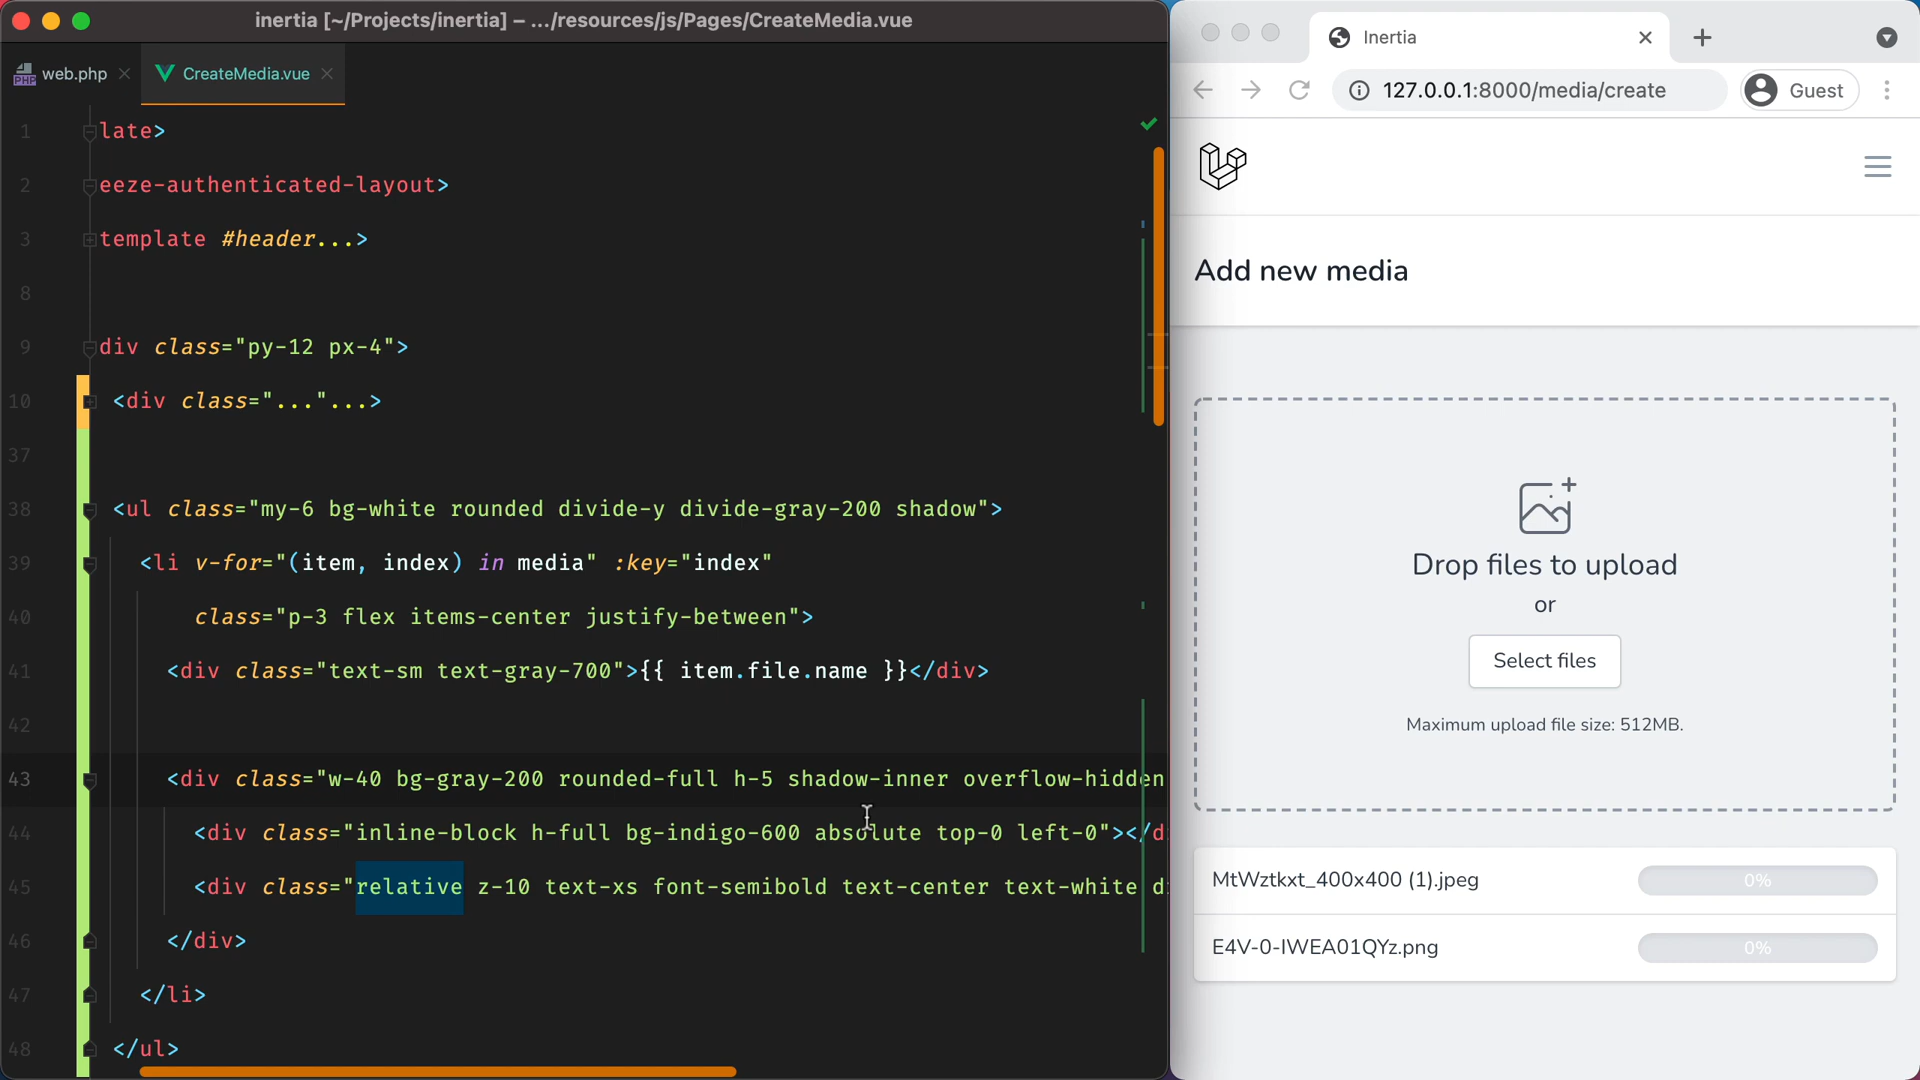 inertia [~/Projects/inertia] – .../resources/js/Pages/CreateMedia.vue
PHP web.php
CreateMedia.vue
1 late>
2 eeze-authenticated-layout>
3 template #header...>
8
9 div class="py-12 px-4">
10 <div class="..."...>
37
38 <ul class="my-6 bg-white rounded divide-y divide-gray-200 shadow">
39 <li v-for="(item, index) in media" :key="index"
40 class="p-3 flex items-center justify-between">
41 <div class="text-sm text-gray-700">{{ item.file.name }}</div>
42
43 <div class="w-40 bg-gray-200 rounded-full h-5 shadow-inner overflow-hidden
44 <div class="inline-block h-full bg-indigo-600 absolute top-0 left-0"></d
45 <div class="relative z-10 text-xs font-semibold text-center text-white d
46 </div>
47 </li>
48 </ul>
Inertia
127.0.0.1:8000/media/create
Guest
Add new media
Drop files to upload
or
Select files
Maximum upload file size: 512MB.
MtWztkxt_400x400 (1).jpeg 0%
E4V-0-IWEA01QYz.png 0%